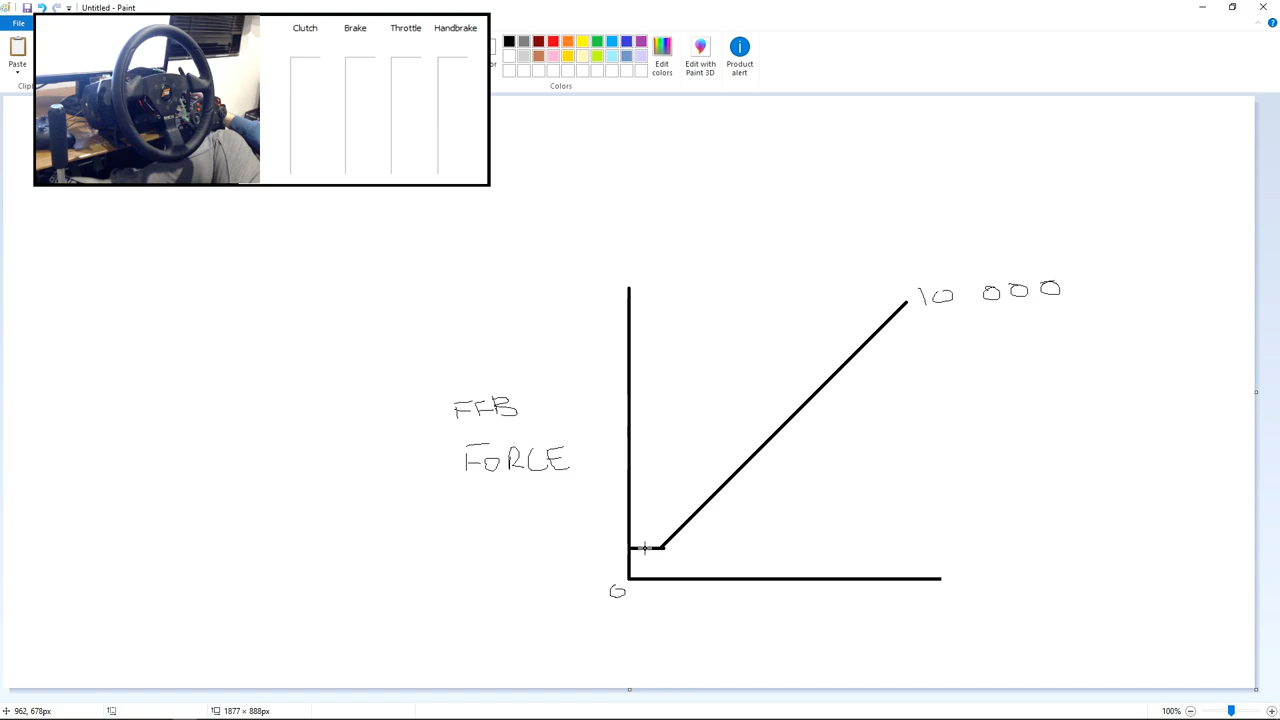 Untitled - Paint
File
Clutch
Brake
Throttle
Handbrake
Paste
Edit colors
Edit with Paint 3D
Product alert
Colors
10 000
FFB
FORCE
0
962, 678px
1877 × 888px
100%